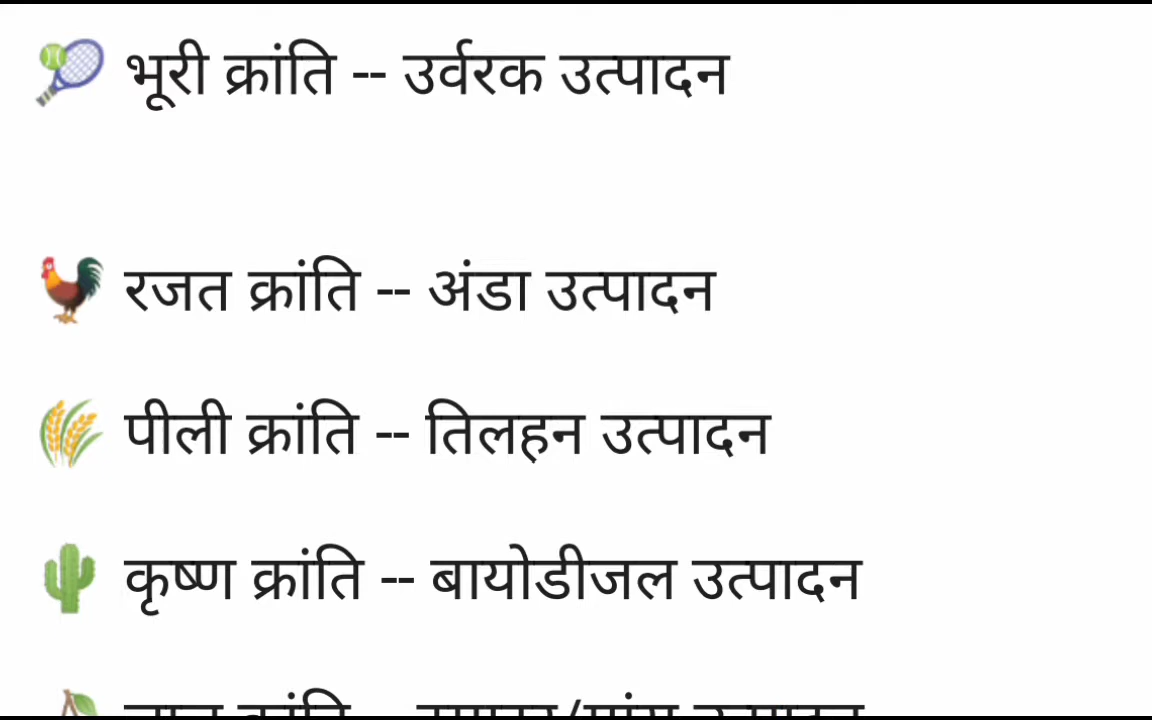 भूरी क्रांति -- उर्वरक उत्पादन
रजत क्रांति -- अंडा उत्पादन
पीली क्रांति -- तिलहन उत्पादन
कृष्ण क्रांति -- बायोडीजल उत्पादन